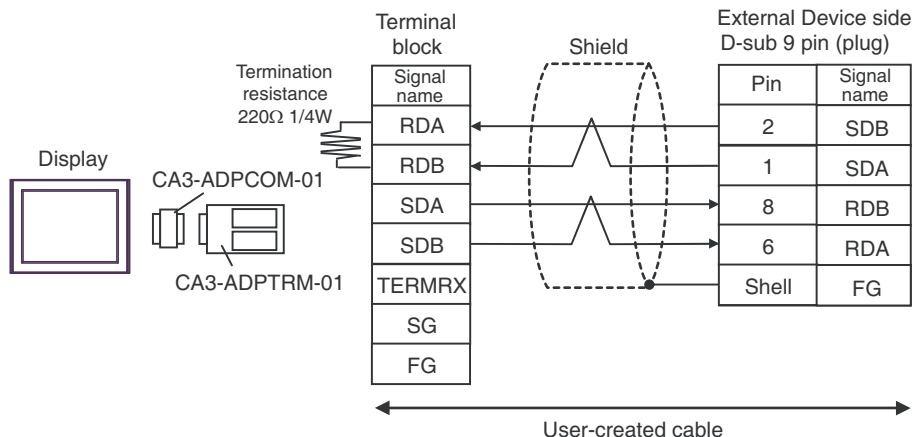 Terminal
block
Shield
External Device side
D-sub 9 pin (plug)
Termination
resistance
220Ω 1/4W
Display
CA3-ADPCOM-01
CA3-ADPTRM-01
Signal
name
RDA
RDB
SDA
SDB
TERMRX
SG
FG
Pin
Signal
name
2
SDB
1
SDA
8
RDB
6
RDA
Shell
FG
User-created cable